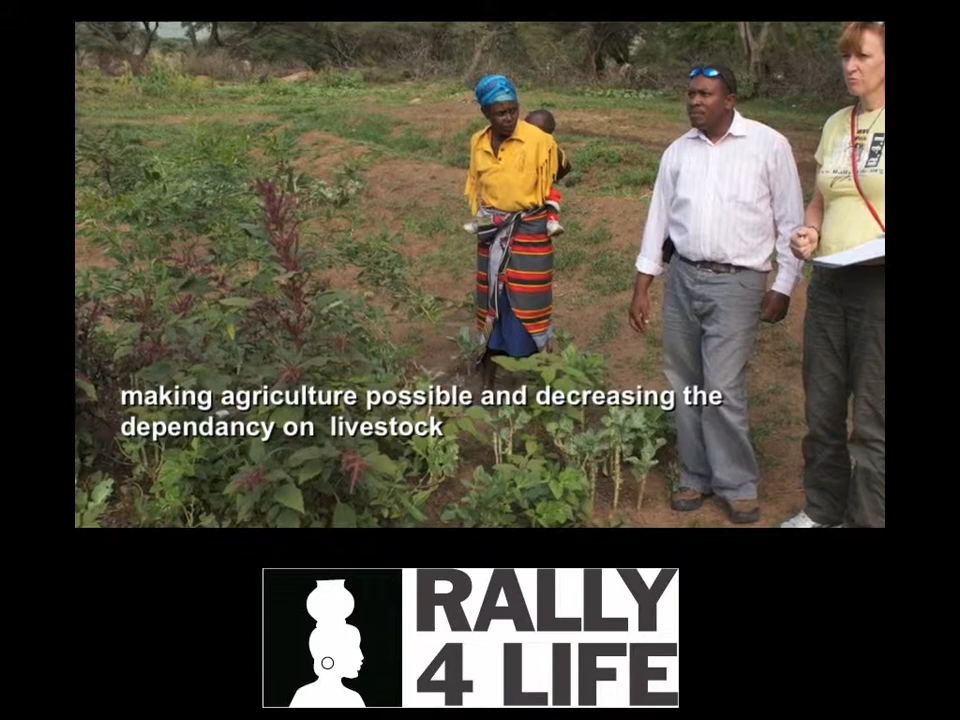 making agriculture possible and decreasing the
dependancy on livestock
RALLY
4 LIFE